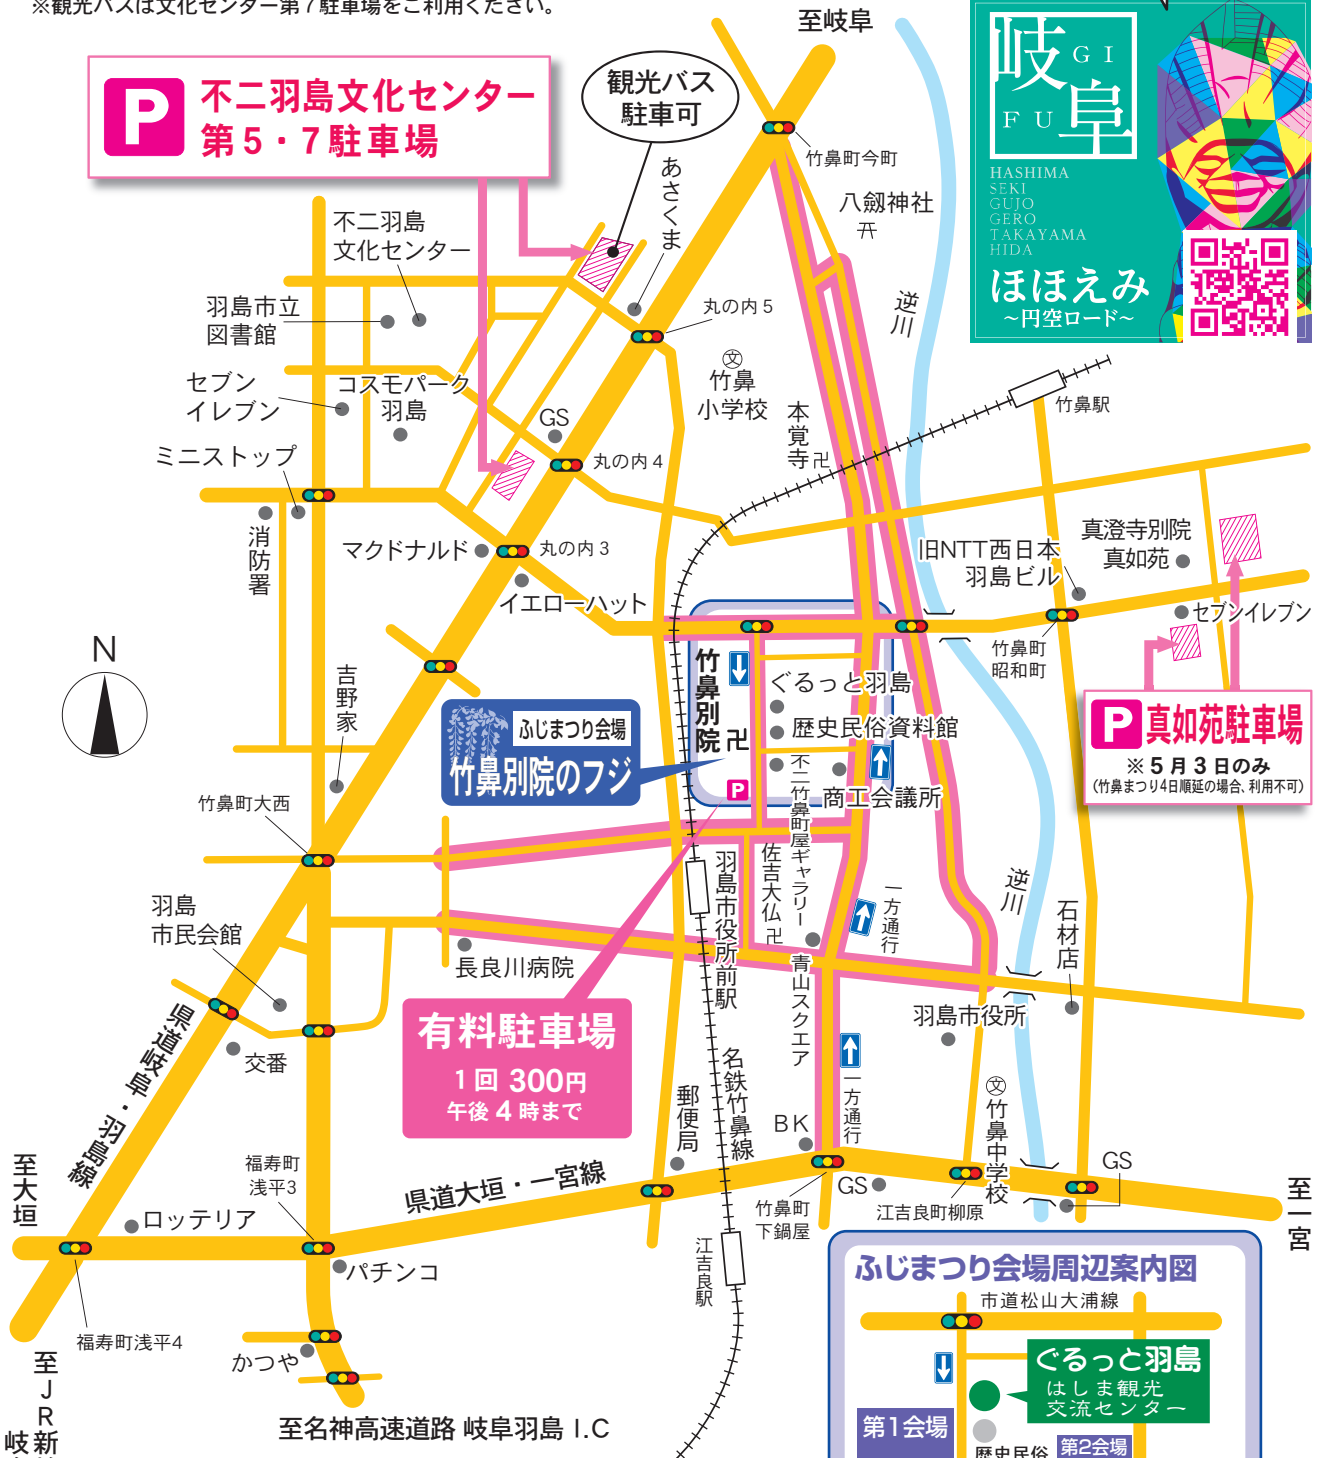 ※観光バスは文化センター第7駐車場をご利用ください。
P 不二羽島文化センター
第5・7駐車場
観光バス
駐車可
至岐阜
岐阜
GI
FU
HASHIMA
SEKI
GUJO
GERO
TAKAYAMA
HIDA
ほほえみ
~円空ロード~
竹鼻町今町
あさくま
八剱神社
不二羽島
文化センター
羽島市立
図書館
丸の内5
逆川
文
竹鼻
小学校
セブン
イレブン
コスモパーク
羽島
GS
本覚寺卍
竹鼻駅
ミニストップ
丸の内4
消防署
マクドナルド
丸の内3
イエローハット
旧NTT西日本
羽島ビル
真澄寺別院
真如苑
セブンイレブン
竹鼻町
昭和町
N
吉野家
竹鼻別院卍
ぐるっと羽島
歴史民俗資料館
P 真如苑駐車場
※5月3日のみ
(竹鼻まつり4日順延の場合、利用不可)
ふじまつり会場
竹鼻別院のフジ
P
不二竹鼻町屋ギャラリー
商工会議所
竹鼻町大西
羽島市役所前駅
佐吉大仏卍
一方通行
逆川
石材店
羽島
市民会館
長良川病院
青山スクエア
羽島市役所
有料駐車場
1回 300円
午後4時まで
県道岐阜・羽島線
交番
名鉄竹鼻線
郵便局
BK
一方通行
文
竹鼻中学校
GS
至大垣
福寿町
浅平3
県道大垣・一宮線
竹鼻町
下鍋屋
GS
江吉良町柳原
至一宮
ロッテリア
パチンコ
江吉良駅
福寿町浅平4
かつや
至JR新
岐
至名神高速道路 岐阜羽島 I.C
ふじまつり会場周辺案内図
市道松山大浦線
ぐるっと羽島
はしま観光
交流センター
第1会場
歴史民俗
第2会場